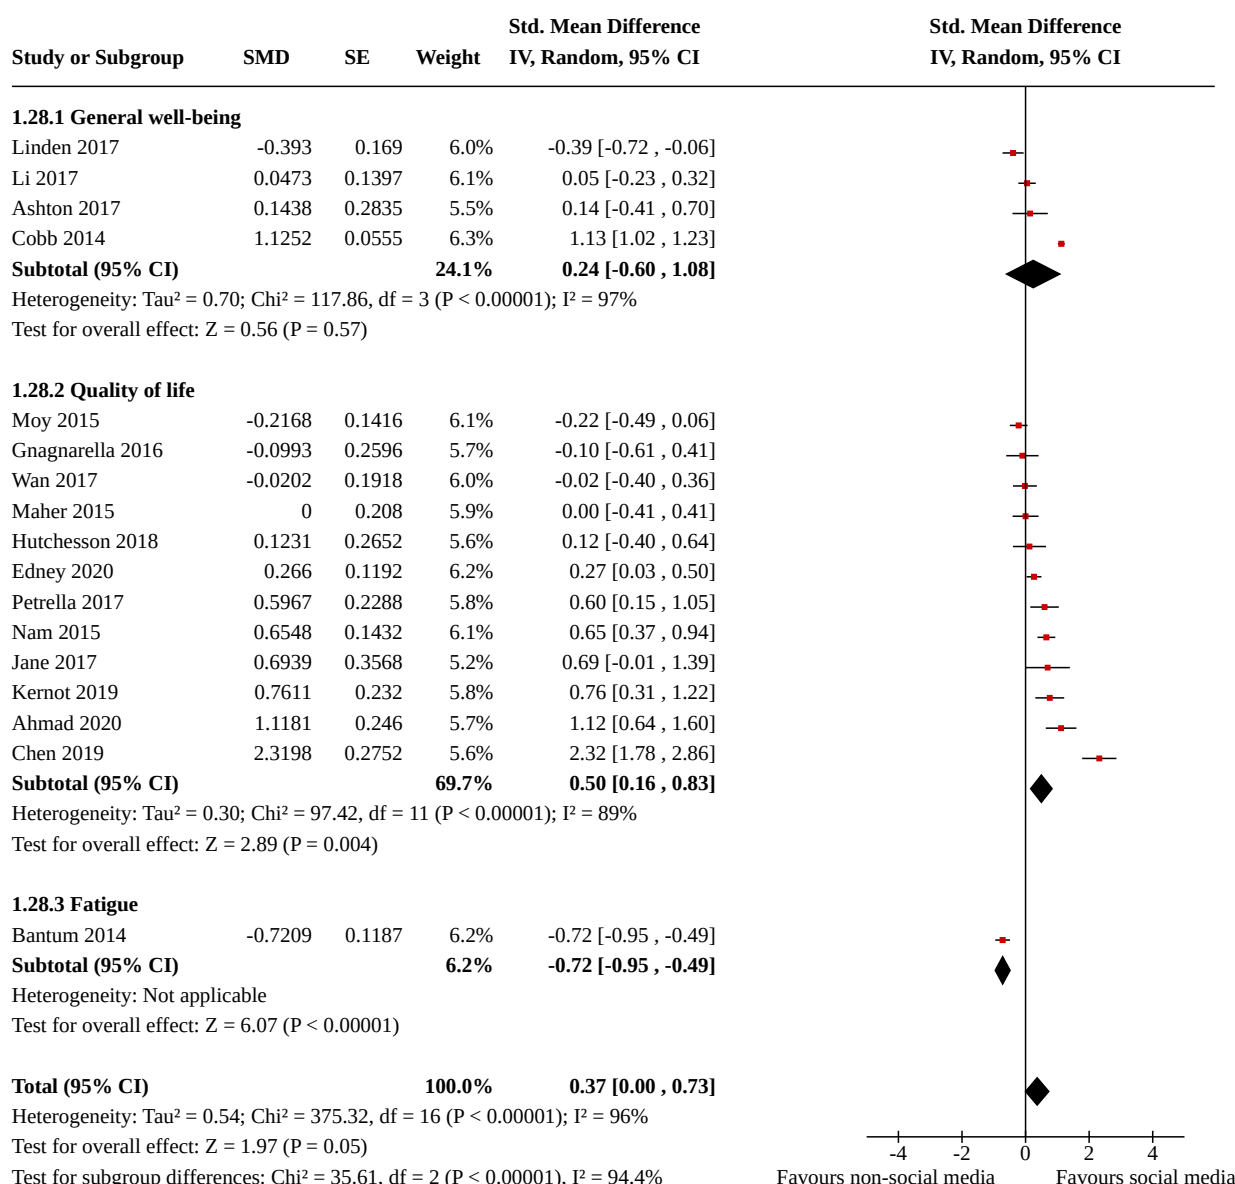 Std. Mean Difference Std. Mean Difference
Study or Subgroup SMD SE Weight IV, Random, 95% CI IV, Random, 95% CI
1.28.1 General well-being
Linden 2017 -0.393 0.169 6.0% -0.39 [-0.72 , -0.06]
Li 2017 0.0473 0.1397 6.1% 0.05 [-0.23 , 0.32]
Ashton 2017 0.1438 0.2835 5.5% 0.14 [-0.41 , 0.70]
Cobb 2014 1.1252 0.0555 6.3% 1.13 [1.02 , 1.23]
Subtotal (95% CI) 24.1% 0.24 [-0.60 , 1.08]
Heterogeneity: Tau² = 0.70; Chi² = 117.86, df = 3 (P < 0.00001); I² = 97%
Test for overall effect: Z = 0.56 (P = 0.57)
1.28.2 Quality of life
Moy 2015 -0.2168 0.1416 6.1% -0.22 [-0.49 , 0.06]
Gnagnarella 2016 -0.0993 0.2596 5.7% -0.10 [-0.61 , 0.41]
Wan 2017 -0.0202 0.1918 6.0% -0.02 [-0.40 , 0.36]
Maher 2015 0 0.208 5.9% 0.00 [-0.41 , 0.41]
Hutchesson 2018 0.1231 0.2652 5.6% 0.12 [-0.40 , 0.64]
Edney 2020 0.266 0.1192 6.2% 0.27 [0.03 , 0.50]
Petrella 2017 0.5967 0.2288 5.8% 0.60 [0.15 , 1.05]
Nam 2015 0.6548 0.1432 6.1% 0.65 [0.37 , 0.94]
Jane 2017 0.6939 0.3568 5.2% 0.69 [-0.01 , 1.39]
Kernot 2019 0.7611 0.232 5.8% 0.76 [0.31 , 1.22]
Ahmad 2020 1.1181 0.246 5.7% 1.12 [0.64 , 1.60]
Chen 2019 2.3198 0.2752 5.6% 2.32 [1.78 , 2.86]
Subtotal (95% CI) 69.7% 0.50 [0.16 , 0.83]
Heterogeneity: Tau² = 0.30; Chi² = 97.42, df = 11 (P < 0.00001); I² = 89%
Test for overall effect: Z = 2.89 (P = 0.004)
1.28.3 Fatigue
Bantum 2014 -0.7209 0.1187 6.2% -0.72 [-0.95 , -0.49]
Subtotal (95% CI) 6.2% -0.72 [-0.95 , -0.49]
Heterogeneity: Not applicable
Test for overall effect: Z = 6.07 (P < 0.00001)
Total (95% CI) 100.0% 0.37 [0.00 , 0.73]
Heterogeneity: Tau² = 0.54; Chi² = 375.32, df = 16 (P < 0.00001); I² = 96%
Test for overall effect: Z = 1.97 (P = 0.05) -4 -2 0 2 4
Test for subgroup differences: Chi² = 35.61, df = 2 (P < 0.00001), I² = 94.4% Favours non-social media Favours social media